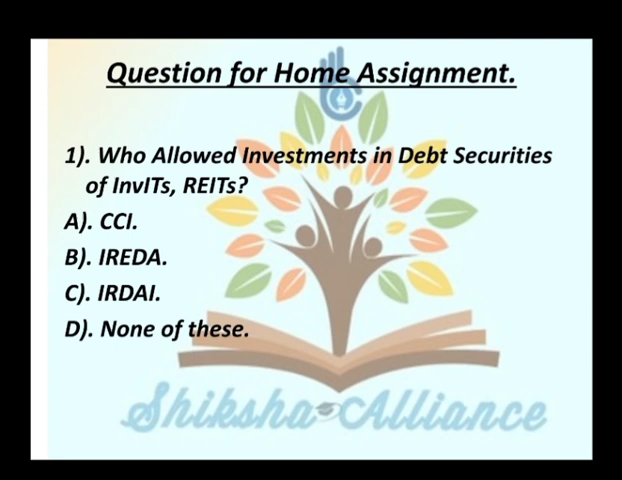 Question for Home Assignment.
1). Who Allowed Investments in Debt Securities
of InvITs, REITs?
A). CCI.
B). IREDA.
C). IRDAI.
D). None of these.
Shiksha Alliance